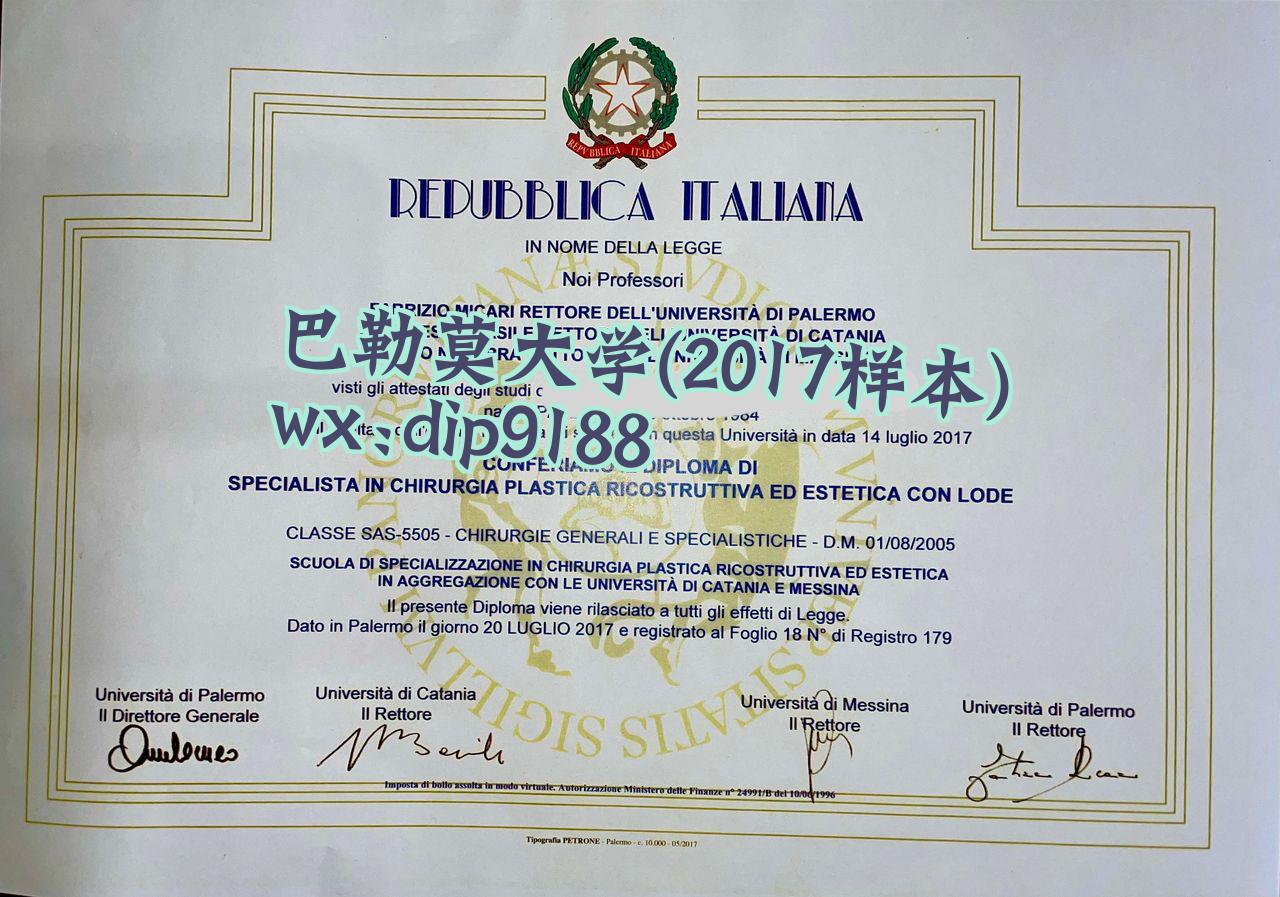 REPVBBLICA ITALIANA
REPUBBLICA ITALIANA
IN NOME DELLA LEGGE
Noi Professori
FABRIZIO MICARI RETTORE DELL'UNIVERSITÀ DI PALERMO
UNIVERSITÀ DI CATANIA
巴勒莫大学(2017样本)
visti gli attestati degli studi
wx:dip9188
questa Università in data 14 luglio 2017
CONFERIAMO IL DIPLOMA DI
SPECIALISTA IN CHIRURGIA PLASTICA RICOSTRUTTIVA ED ESTETICA CON LODE
CLASSE SAS-5505 - CHIRURGIE GENERALI E SPECIALISTICHE - D.M. 01/08/2005
SCUOLA DI SPECIALIZZAZIONE IN CHIRURGIA PLASTICA RICOSTRUTTIVA ED ESTETICA
IN AGGREGAZIONE CON LE UNIVERSITÀ DI CATANIA E MESSINA
Il presente Diploma viene rilasciato a tutti gli effetti di Legge.
Dato in Palermo il giorno 20 LUGLIO 2017 e registrato al Foglio 18 N° di Registro 179
Università di Palermo
Il Direttore Generale
Università di Catania
Il Rettore
Università di Messina
Il Rettore
Università di Palermo
Il Rettore
Imposta di bollo assolta in modo virtuale. Autorizzazione Ministero delle Finanze n° 24991/B del 10/06/1996
Tipografia PETRONE - Palermo - c. 10.000 - 05/2017